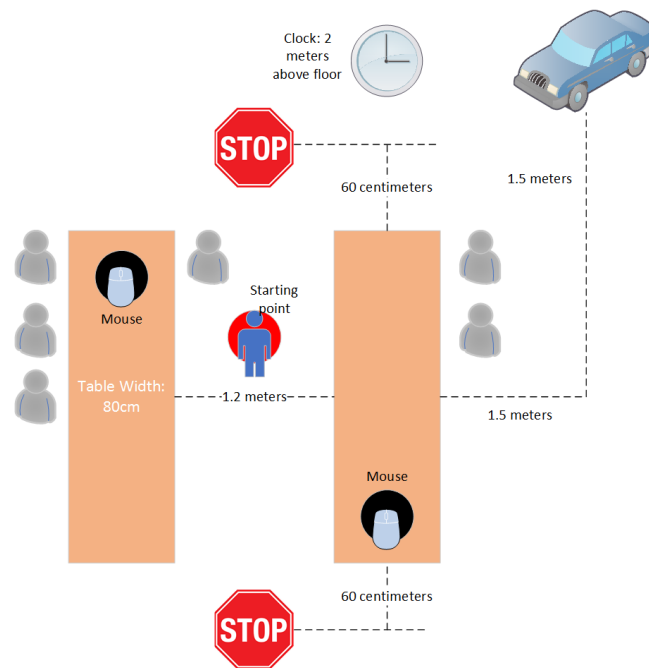 Clock: 2
meters
above floor
STOP
60 centimeters
1.5 meters
Mouse
Starting
point
Table Width:
80cm
1.2 meters
1.5 meters
Mouse
60 centimeters
STOP